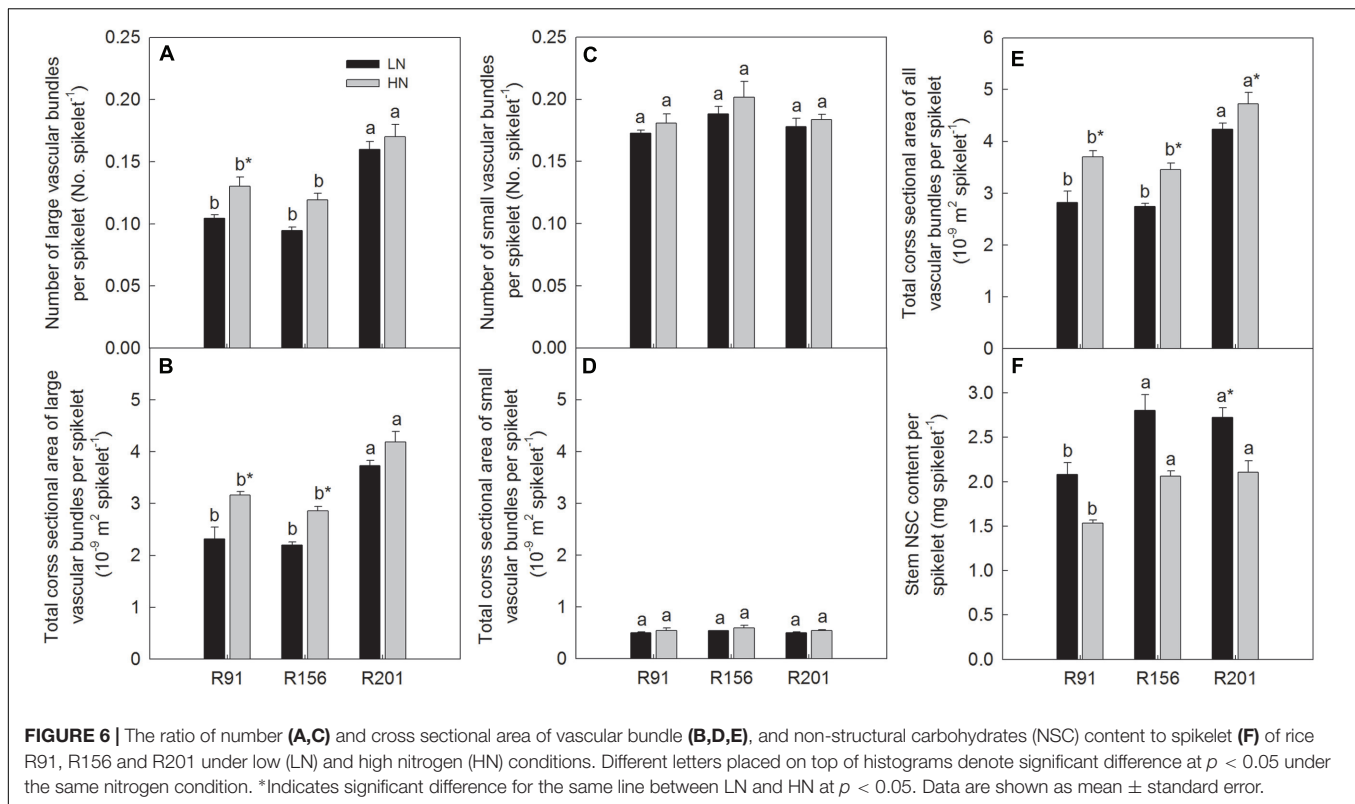 A
LN
HN
Number of large vascular bundles
per spikelet (No. spikelet-1)
0.25
0.20
0.15
0.10
0.05
0.00
b
b*
b
b
a
a
B
Total corss sectional area of large
vascular bundles per spikelet
(10-9 m2 spikelet-1)
5
4
3
2
1
0
b
b*
b
b*
a
a
R91 R156 R201
C
Number of small vascular bundles
per spikelet (No. spikelet-1)
0.25
0.20
0.15
0.10
0.05
0.00
a
a
a
a
a
a
D
Total corss sectional area of small
vascular bundles per spikelet
(10-9 m2 spikelet-1)
5
4
3
2
1
0
a
a
a
a
a
a
R91 R156 R201
E
Total corss sectional area of all
vascular bundles per spikelet
(10-9 m2 spikelet-1)
6
5
4
3
2
1
0
b
b*
b
b*
a
a*
F
Stem NSC content per
spikelet (mg spikelet-1)
3.0
2.5
2.0
1.5
1.0
0.5
0.0
b
b
a
a
a*
a
R91 R156 R201
FIGURE 6 | The ratio of number (A,C) and cross sectional area of vascular bundle (B,D,E), and non-structural carbohydrates (NSC) content to spikelet (F) of rice
R91, R156 and R201 under low (LN) and high nitrogen (HN) conditions. Different letters placed on top of histograms denote significant difference at p < 0.05 under
the same nitrogen condition. *Indicates significant difference for the same line between LN and HN at p < 0.05. Data are shown as mean ± standard error.